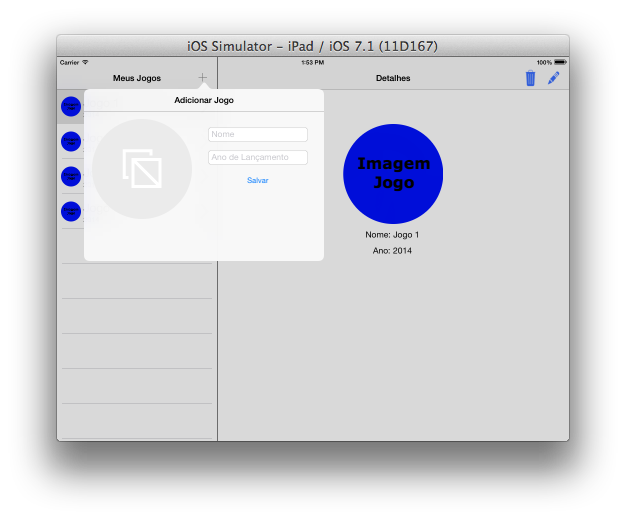 iOS Simulator – iPad / iOS 7.1 (11D167)
Carrier
1:53 PM
100%
Meus Jogos
Detalhes
Adicionar Jogo
Nome
Ano de Lançamento
Salvar
Imagem
Jogo
Nome: Jogo 1
Ano: 2014